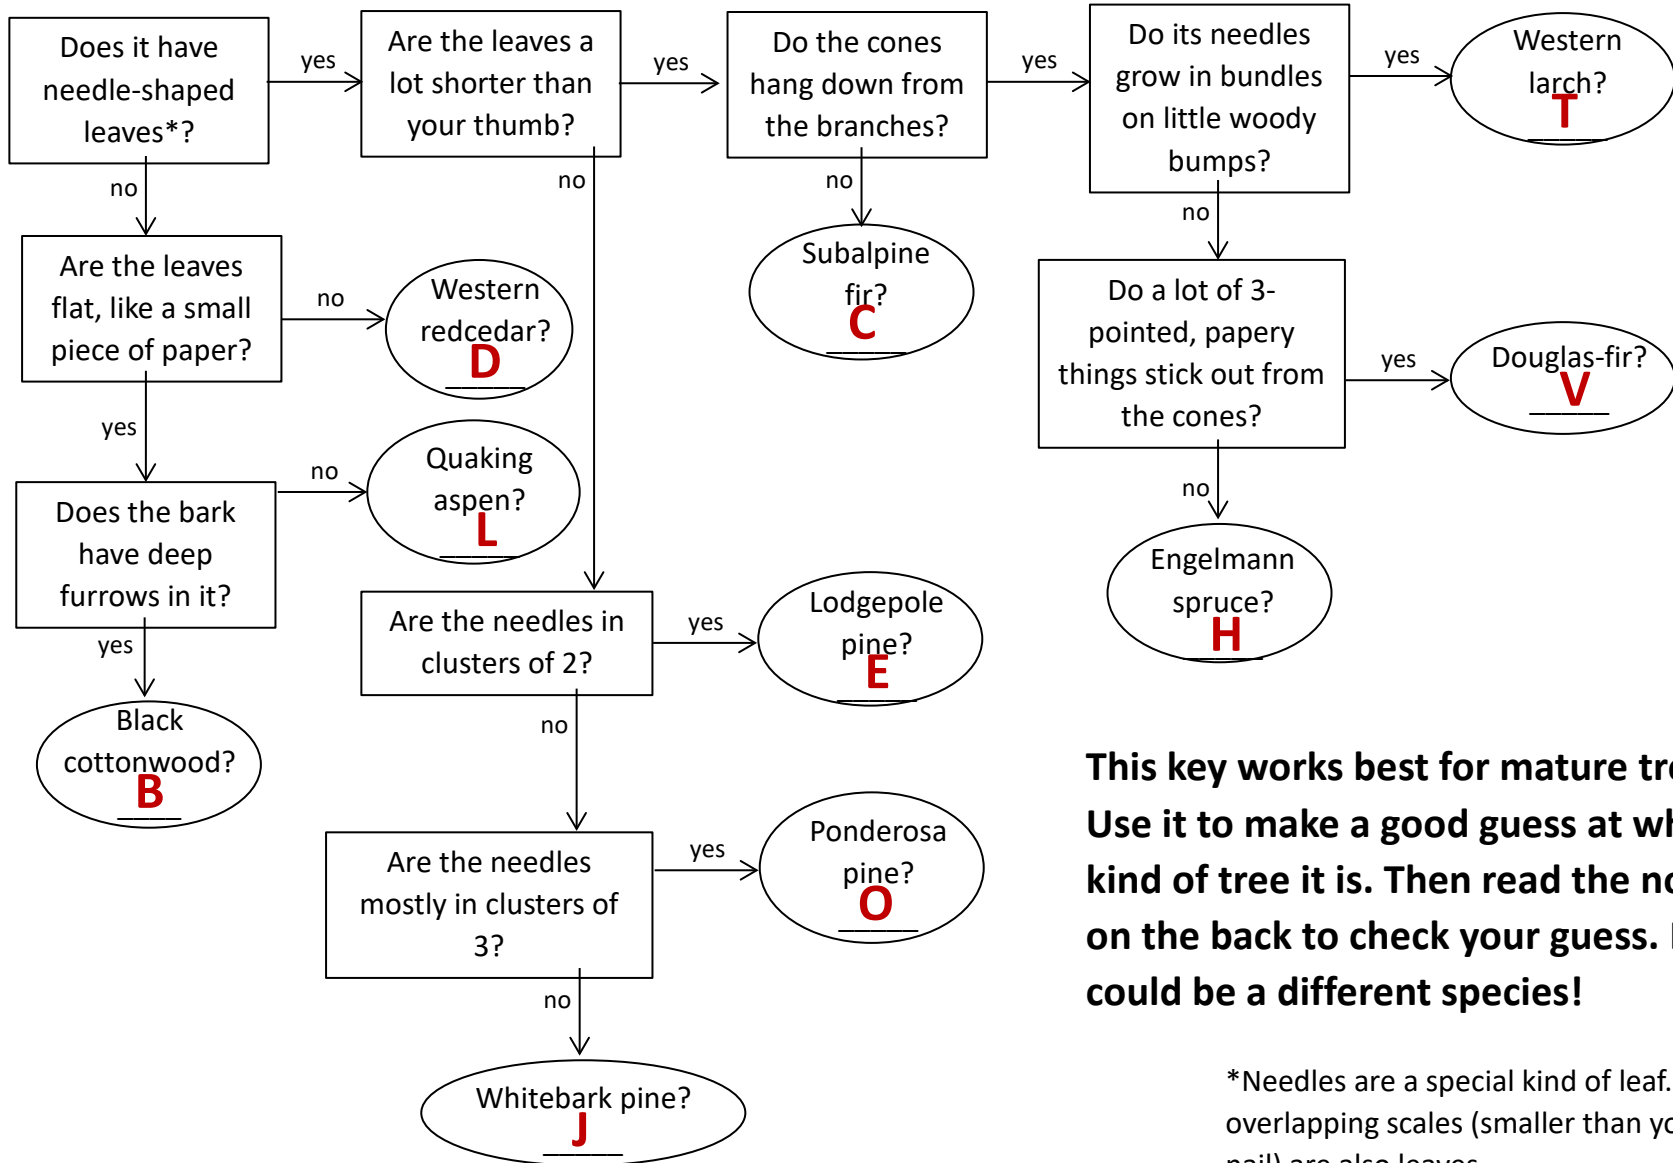 Does it have
needle-shaped
leaves*?
yes
Are the leaves a
lot shorter than
your thumb?
yes
Do the cones
hang down from
the branches?
yes
Do its needles
grow in bundles
on little woody
bumps?
yes
Western
larch?
T
no
no
no
no
Are the leaves
flat, like a small
piece of paper?
no
Western
redcedar?
D
Subalpine
fir?
C
Do a lot of 3-
pointed, papery
things stick out from
the cones?
yes
Douglas-fir?
V
yes
no
Does the bark
have deep
furrows in it?
no
Quaking
aspen?
L
Engelmann
spruce?
H
yes
Black
cottonwood?
B
Are the needles in
clusters of 2?
yes
Lodgepole
pine?
E
no
Are the needles
mostly in clusters of
3?
yes
Ponderosa
pine?
O
no
Whitebark pine?
J
This key works best for mature
Use it to make a good guess at
kind of tree it is. Then read the
on the back to check your guess.
could be a different species!
*Needles are a special kind of leaf.
overlapping scales (smaller than
are also leaves